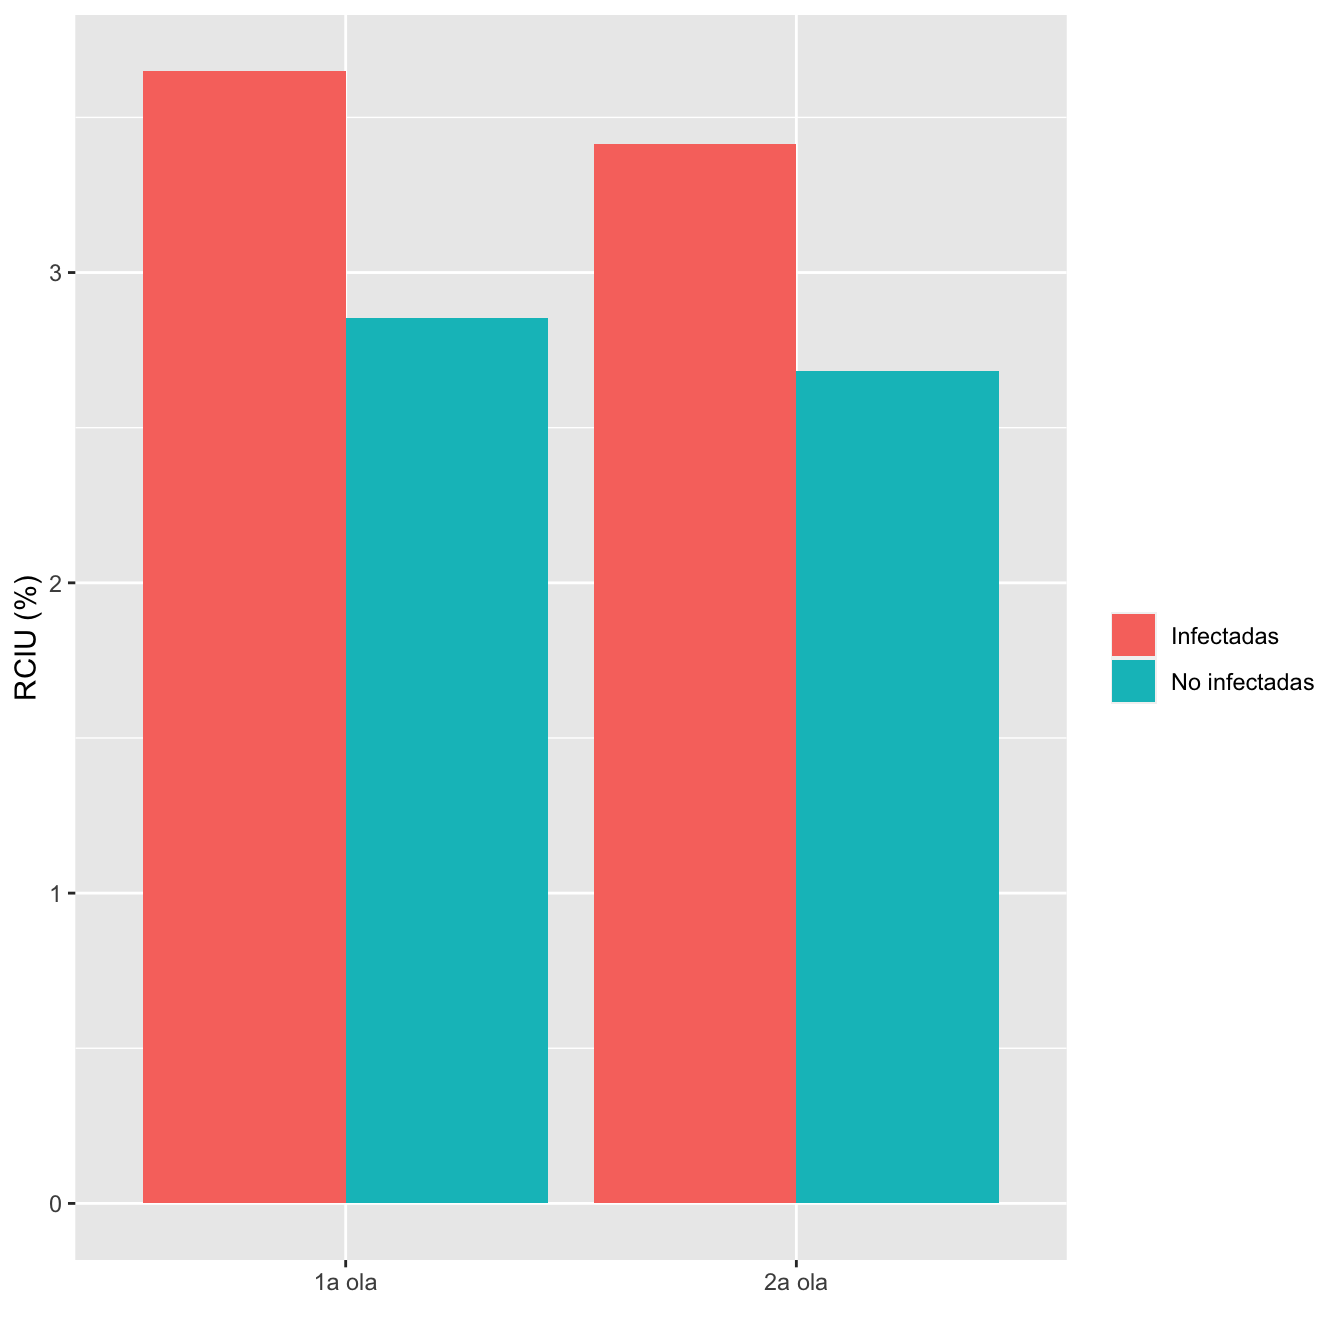 RCIU (%)
3
2
1
0
1a ola
2a ola
Infectadas
No infectadas